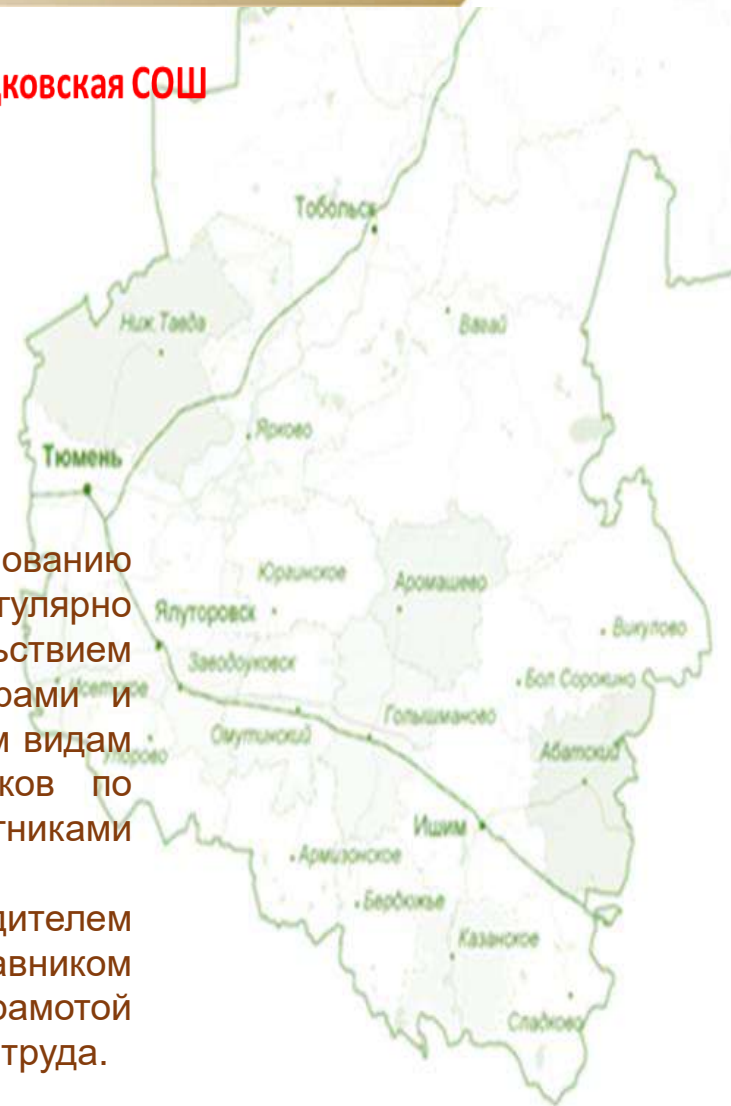 дковская СОШ
Тобольск
Ниж.Тавда
Вагай
Ярково
Тюмень
ованию
Юргинское
Аромашево
гулярно
Ялуторовск
Викулово
ьствием
Заводоуковск
Исетское
Бол Сорокино
рами и
Голышманово
Упорово
Омутинский
Абатский
м видам
ков по
Ишим
тниками
Армизонское
Бердюжье
дителем
Казанское
авником
рамотой
Сладково
труда.